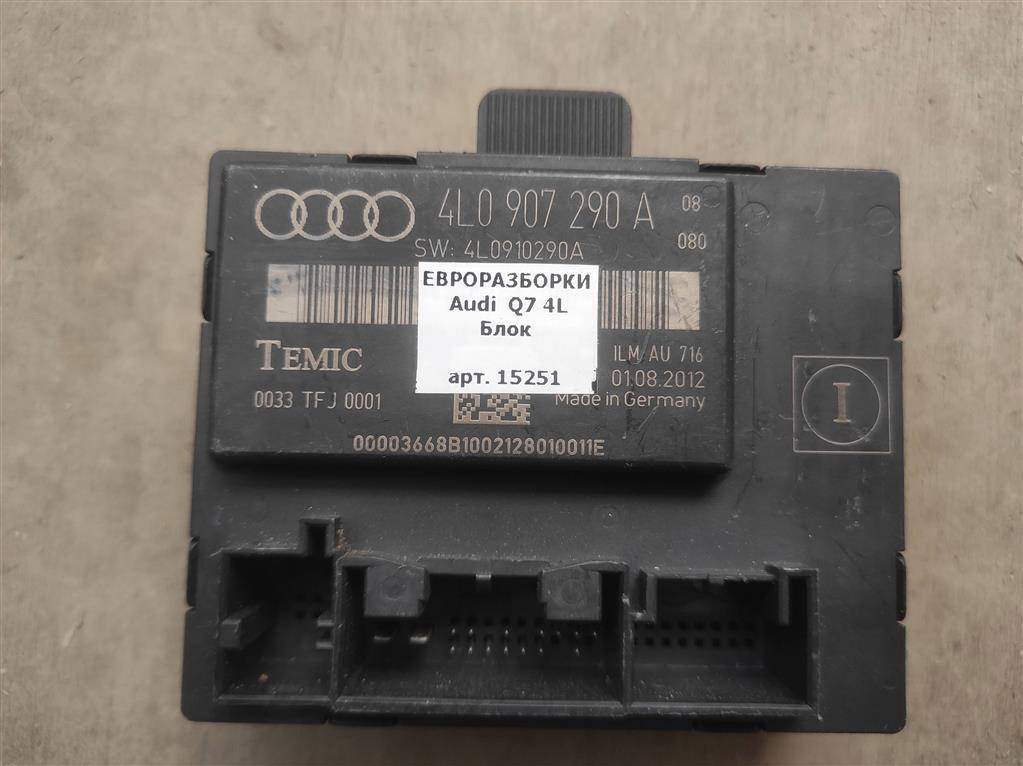 4L0 907 290 A 08
SW: 4L0910290A 080
ЕВРОРАЗБОРКИ
Audi Q7 4L
Блок
арт. 15251
TEMIC
ILM AU 716
01.08.2012
0033 TFJ 0001
Made in Germany
00003668B1002128010011E
I